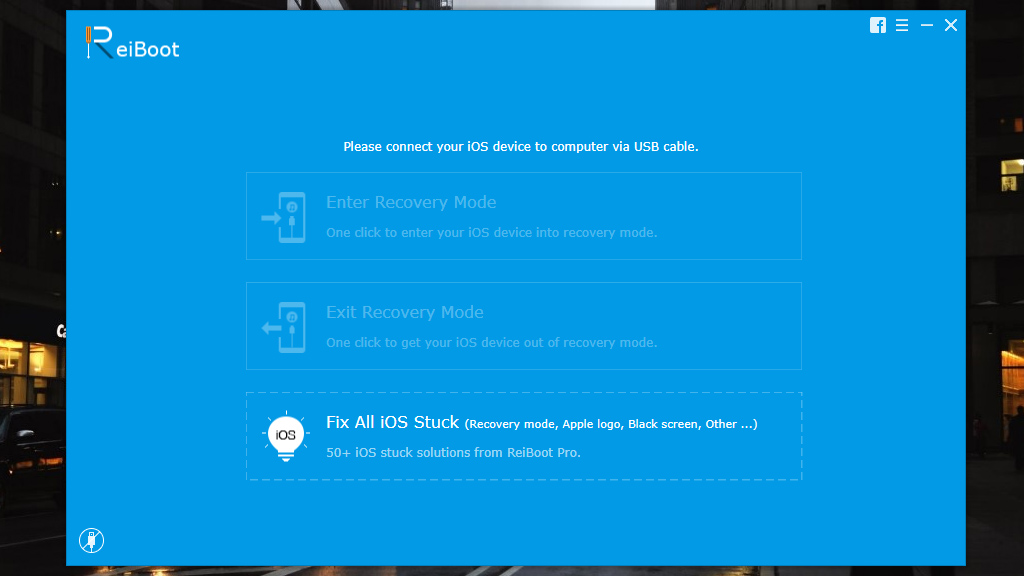 ReiBoot
Please connect your iOS device to computer via USB cable.
Enter Recovery Mode
One click to enter your iOS device into recovery mode.
Exit Recovery Mode
One click to get your iOS device out of recovery mode.
iOS
Fix All iOS Stuck (Recovery mode, Apple logo, Black screen, Other ...)
50+ iOS stuck solutions from ReiBoot Pro.